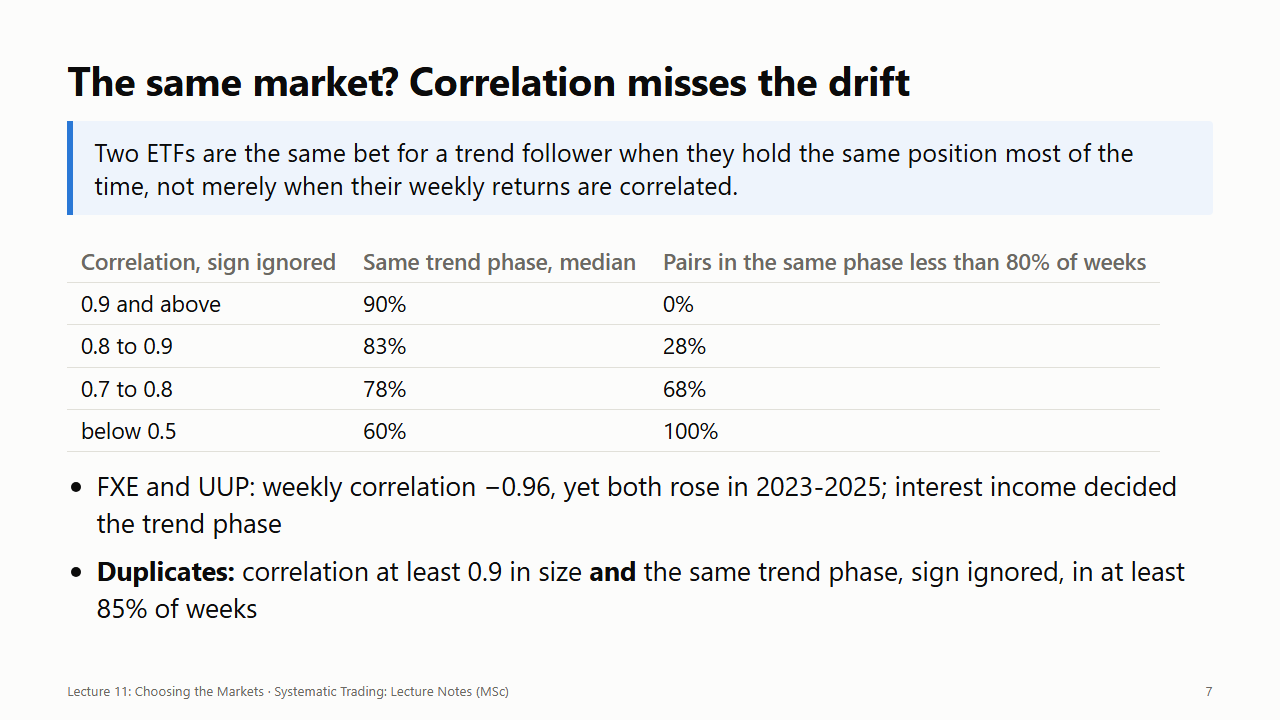 The same market? Correlation misses the drift
Two ETFs are the same bet for a trend follower when they hold the same position most of the
time, not merely when their weekly returns are correlated.
Correlation, sign ignored Same trend phase, median Pairs in the same phase less than 80% of weeks
0.9 and above 90% 0%
0.8 to 0.9 83% 28%
0.7 to 0.8 78% 68%
below 0.5 60% 100%
• FXE and UUP: weekly correlation −0.96, yet both rose in 2023-2025; interest income decided
the trend phase
• Duplicates: correlation at least 0.9 in size and the same trend phase, sign ignored, in at least
85% of weeks
Lecture 11: Choosing the Markets · Systematic Trading: Lecture Notes (MSc) 7